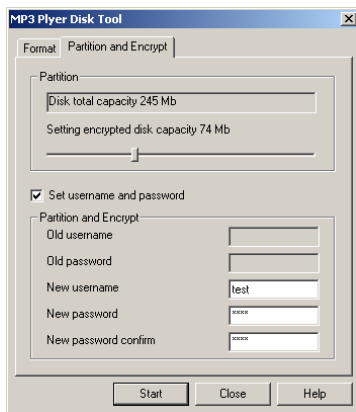 MP3 Plyer Disk Tool
Format Partition and Encrypt
Partition
Disk total capacity 245 Mb
Setting encrypted disk capacity 74 Mb
Set username and password
Partition and Encrypt
Old username
Old password
New username test
New password ****
New password confirm ****
Start Close Help